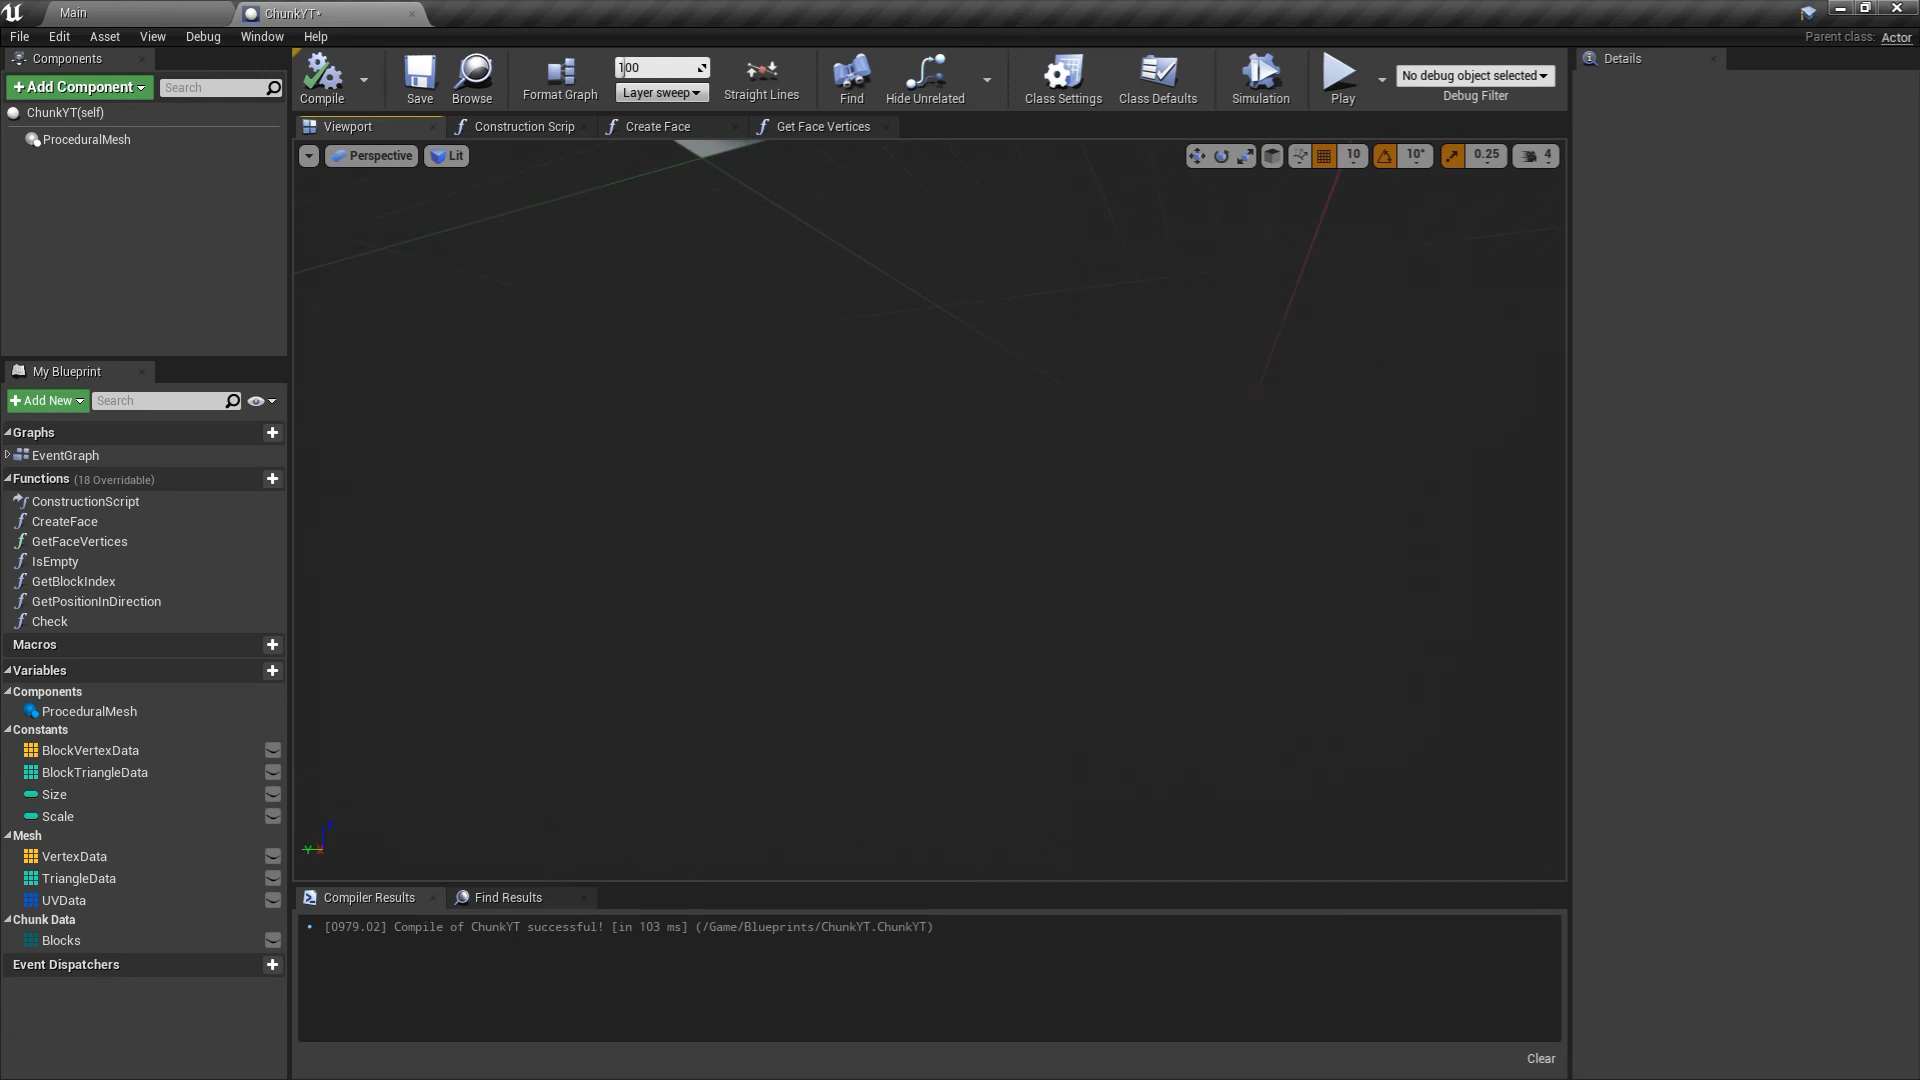 Main
ChunkYT*
File Edit Asset View Debug Window Help
Parent class: Actor
Components
+ Add Component
Search
ChunkYT(self)
ProceduralMesh
Compile
Save
Browse
Format Graph
100
Layer sweep
Straight Lines
Find
Hide Unrelated
Class Settings
Class Defaults
Simulation
Play
No debug object selected
Debug Filter
Details
Viewport
Construction Scrip
Create Face
Get Face Vertices
Perspective
Lit
10
10°
0.25
4
My Blueprint
+ Add New
Search
Graphs
EventGraph
Functions (18 Overridable)
ConstructionScript
CreateFace
GetFaceVertices
IsEmpty
GetBlockIndex
GetPositionInDirection
Check
Macros
Variables
Components
ProceduralMesh
Constants
BlockVertexData
BlockTriangleData
Size
Scale
Mesh
VertexData
TriangleData
UVData
Chunk Data
Blocks
Event Dispatchers
Z
Y X
Compiler Results
Find Results
• [0979.02] Compile of ChunkYT successful! [in 103 ms] (/Game/Blueprints/ChunkYT.ChunkYT)
Clear